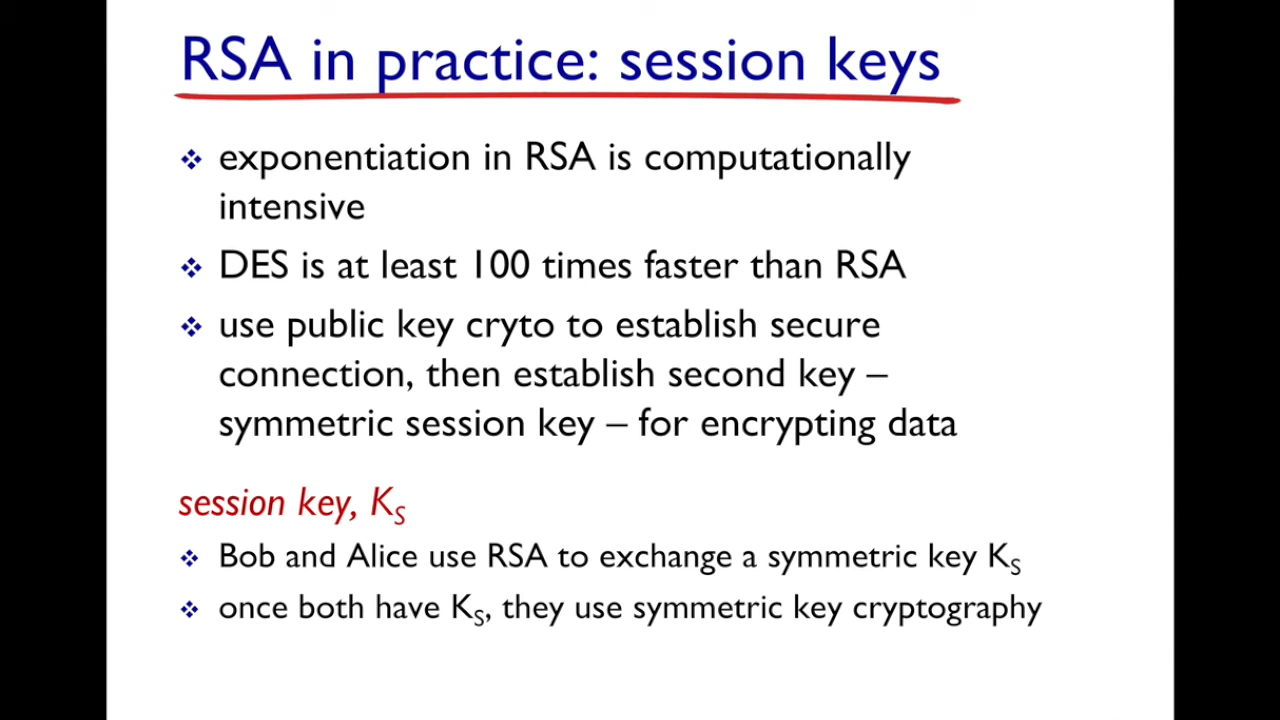 RSA in practice: session keys
❖ exponentiation in RSA is computationally
intensive
❖ DES is at least 100 times faster than RSA
❖ use public key cryto to establish secure
connection, then establish second key –
symmetric session key – for encrypting data
session key, K_S
❖ Bob and Alice use RSA to exchange a symmetric key K_S
❖ once both have K_S, they use symmetric key cryptography